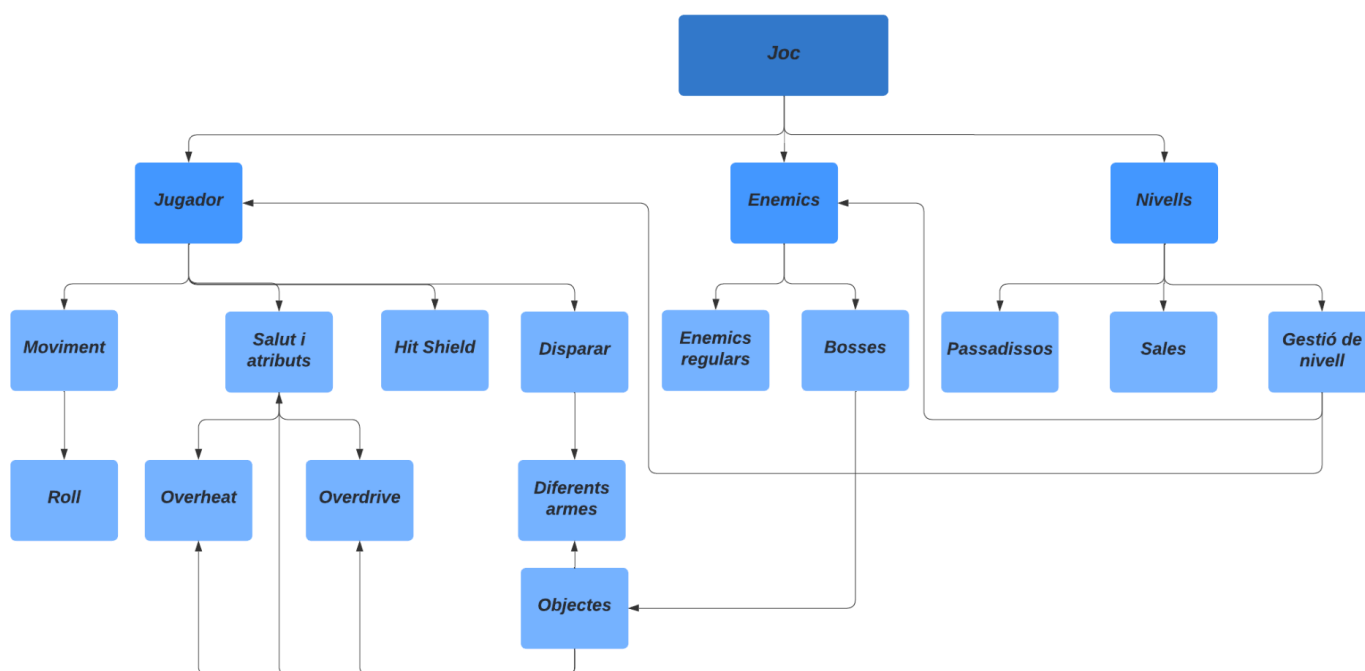 Joc
Jugador
Enemics
Nivells
Moviment
Salut i
atributs
Hit Shield
Disparar
Enemics
regulars
Bosses
Passadissos
Sales
Gestió de
nivell
Roll
Overheat
Overdrive
Diferents
armes
Objectes